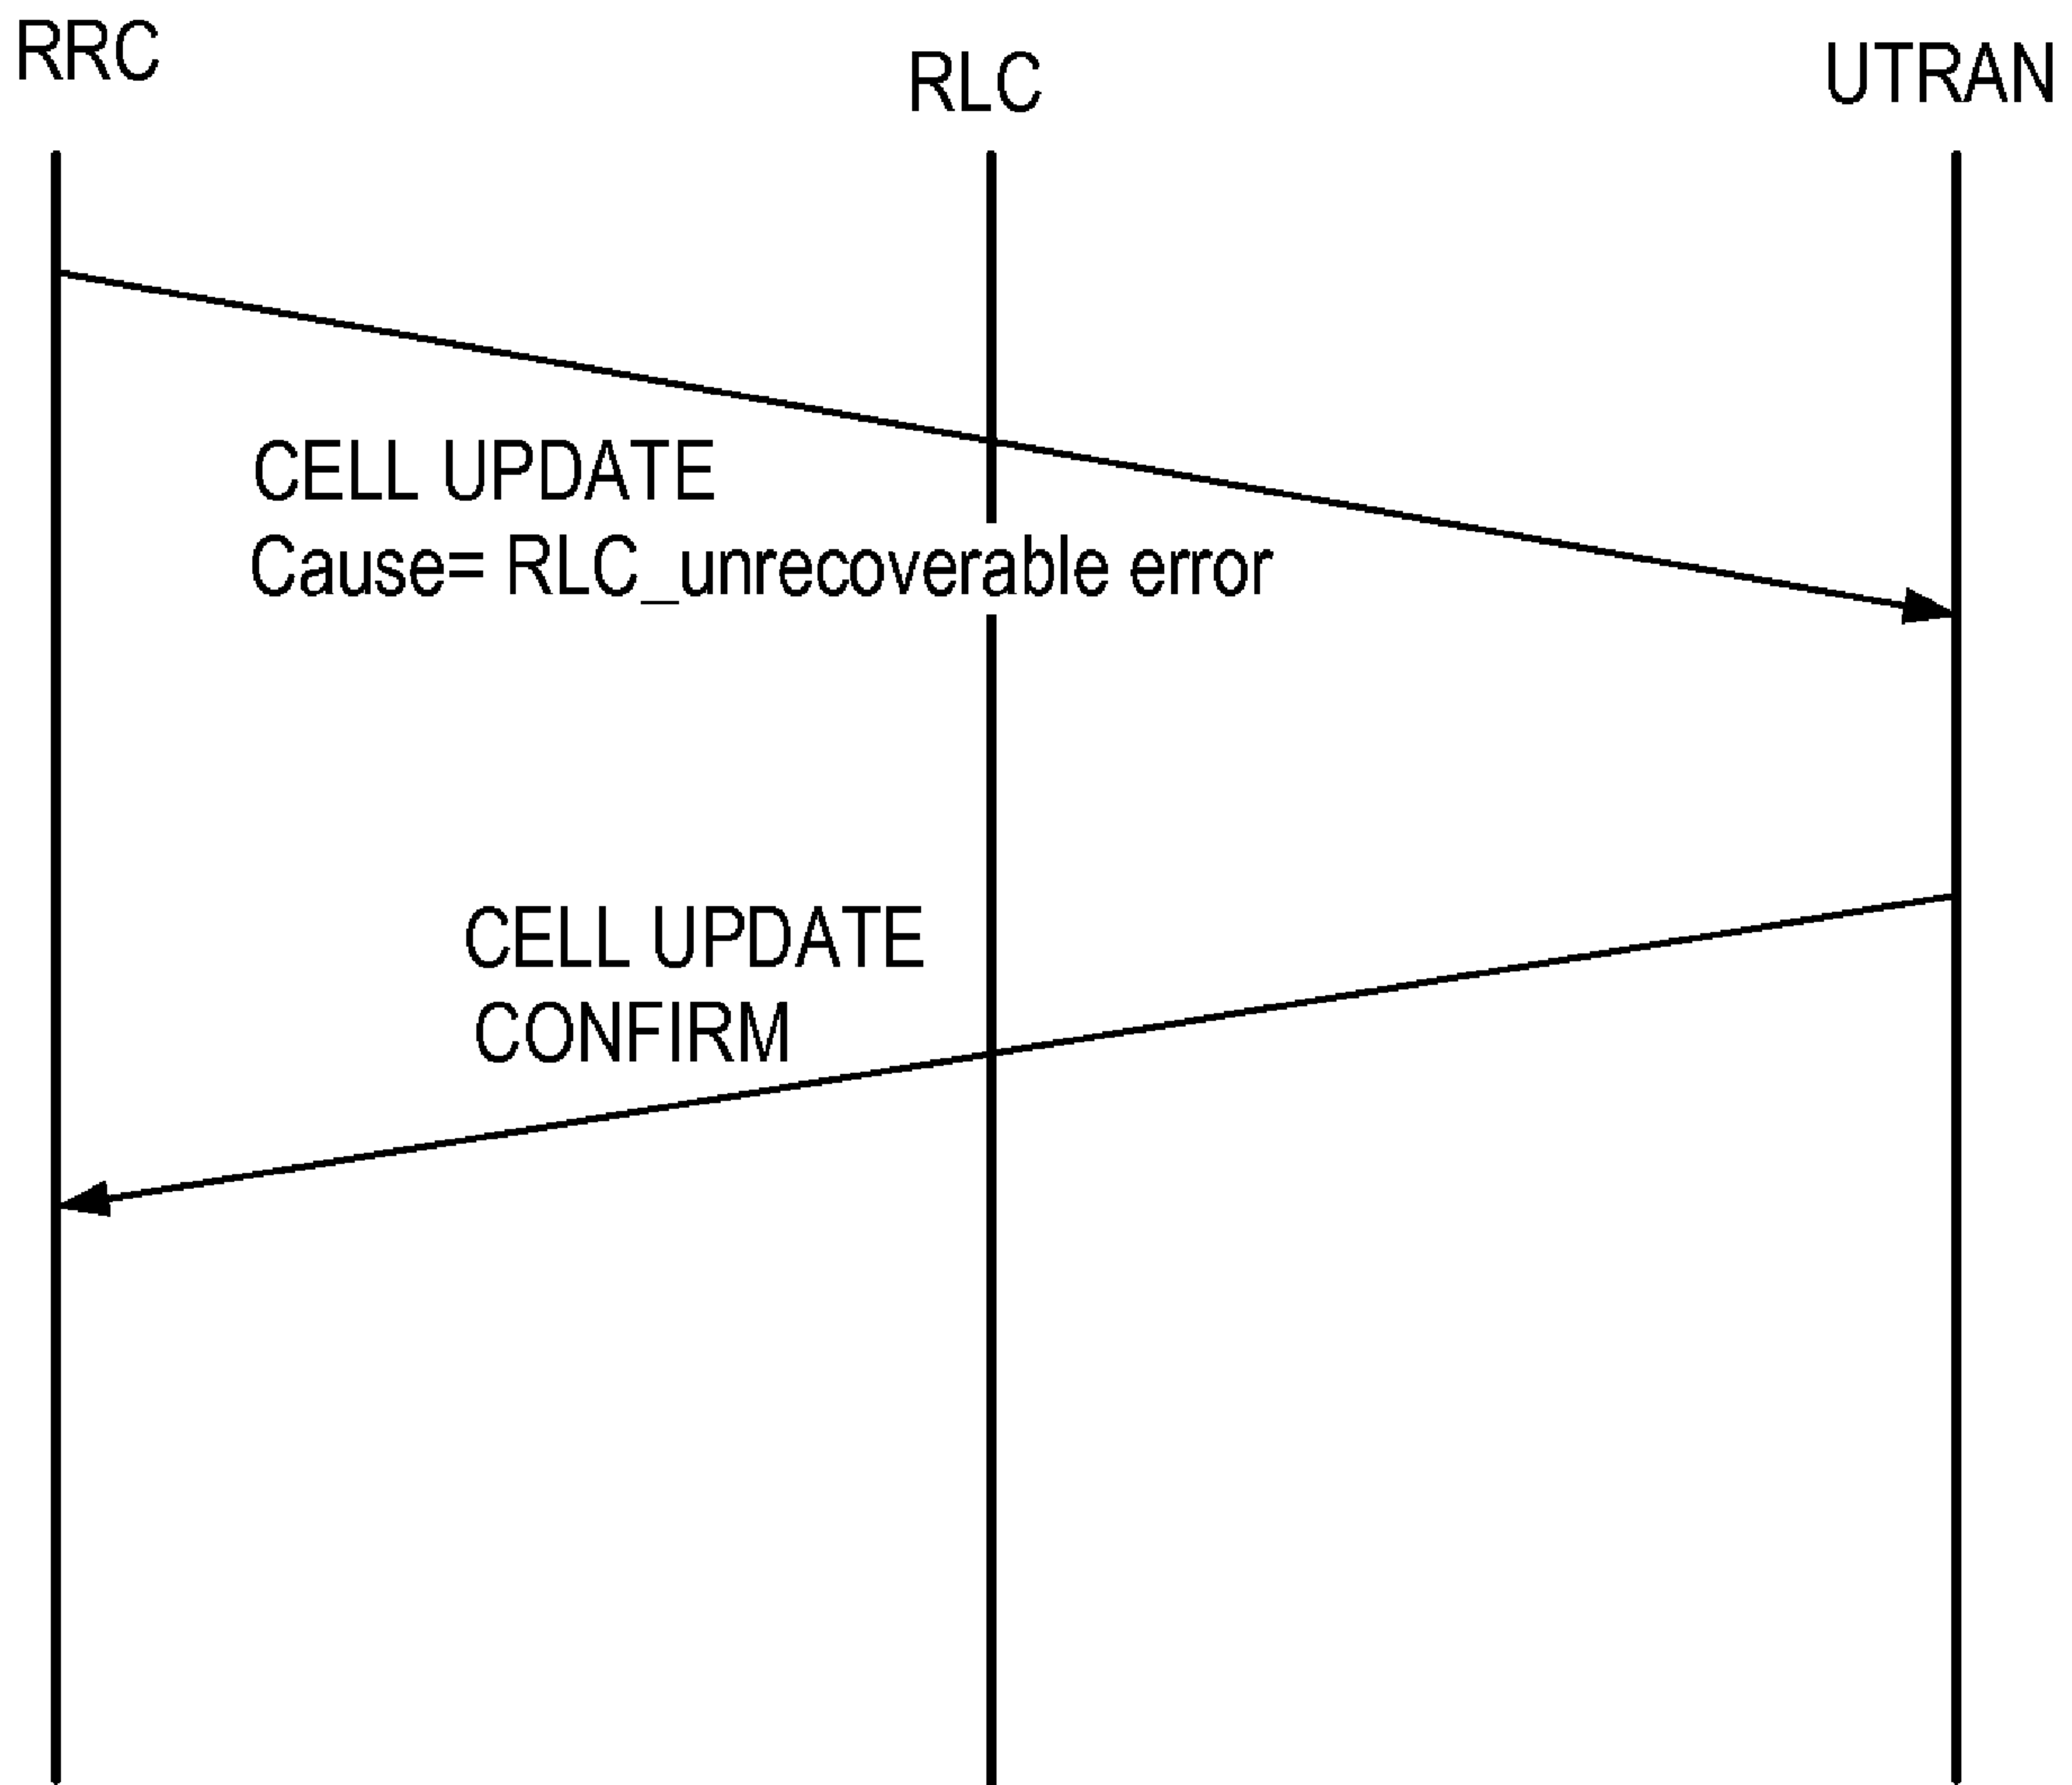 RRC
RLC
UTRAN
CELL UPDATE
Cause= RLC_unrecoverable error
CELL UPDATE
CONFIRM